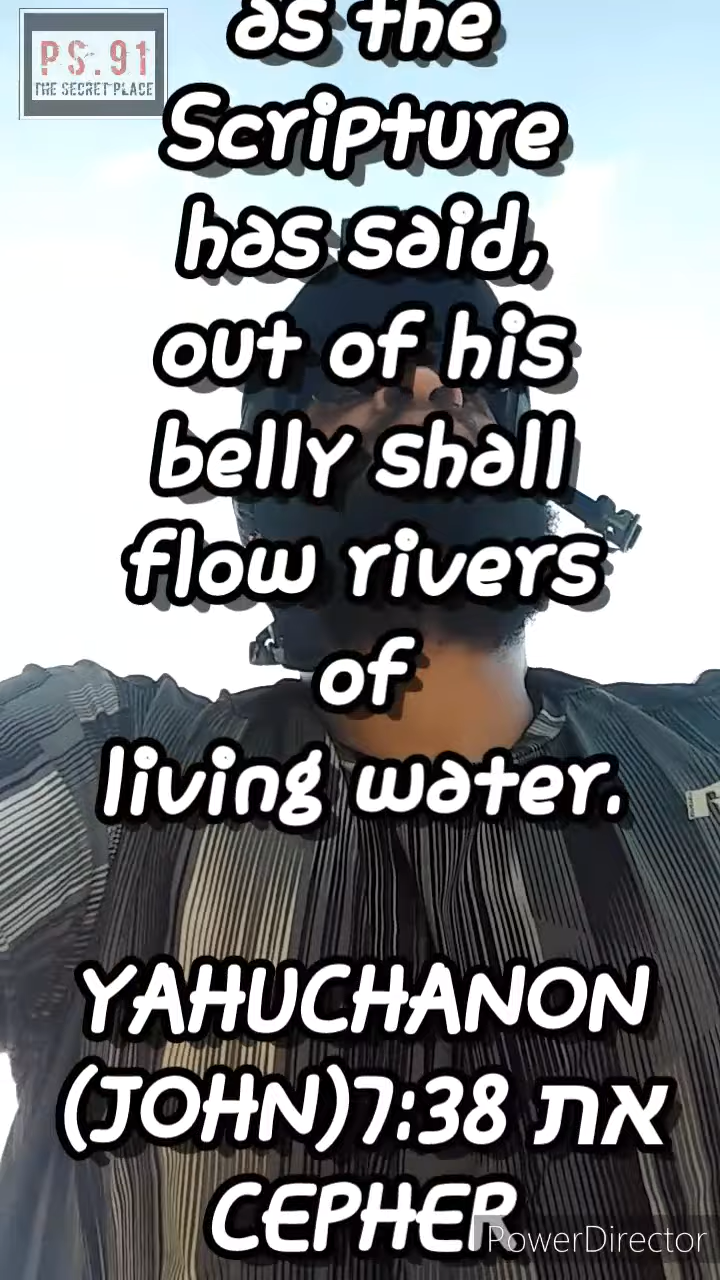 PS.91
THE SECRET PLACE
as the
Scripture
has said,
out of his
belly shall
flow rivers
of
living water.
YAHUCHANON
(JOHN)7:38 את
CEPHER
PowerDirector